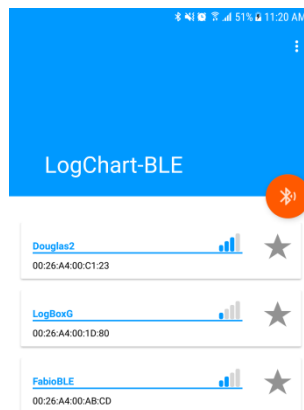 51% 11:20 AM
LogChart-BLE
Douglas2
00:26:A4:00:C1:23
LogBoxG
00:26:A4:00:1D:80
FabioBLE
00:26:A4:00:AB:CD